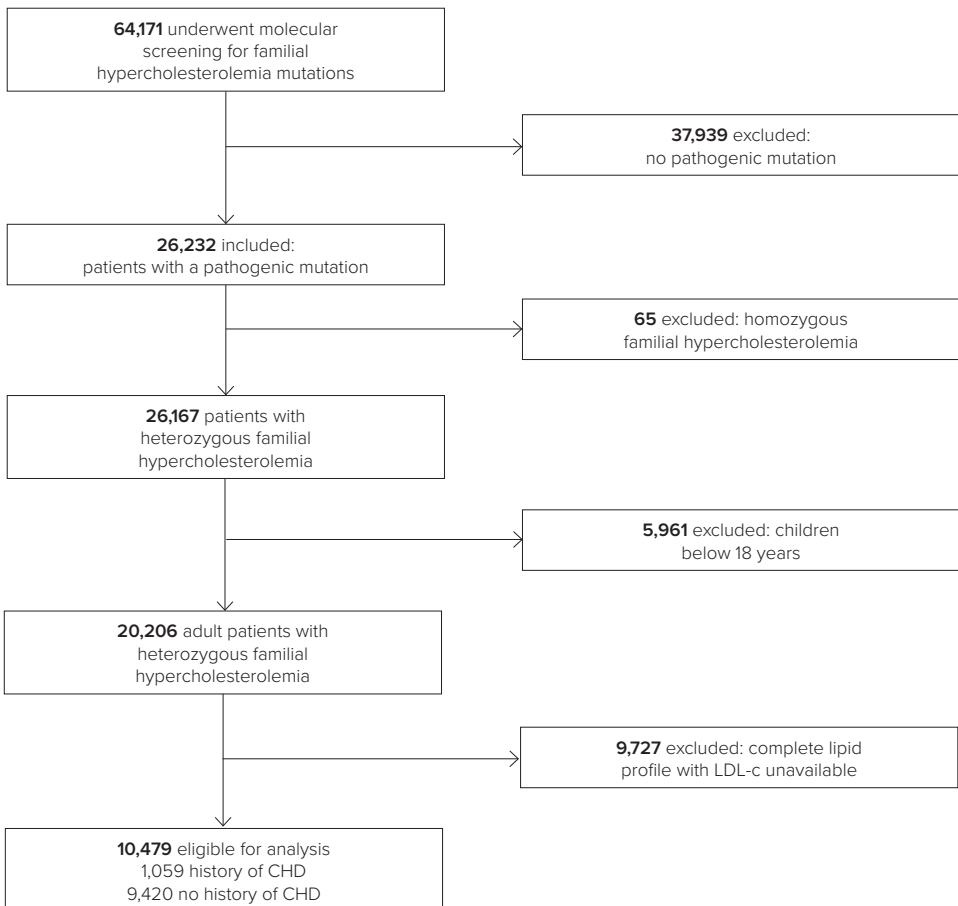 64,171 underwent molecular
screening for familial
hypercholesterolemia mutations
37,939 excluded:
no pathogenic mutation
26,232 included:
patients with a pathogenic mutation
65 excluded: homozygous
familial hypercholesterolemia
26,167 patients with
heterozygous familial
hypercholesterolemia
5,961 excluded: children
below 18 years
20,206 adult patients with
heterozygous familial
hypercholesterolemia
9,727 excluded: complete lipid
profile with LDL-c unavailable
10,479 eligible for analysis
1,059 history of CHD
9,420 no history of CHD